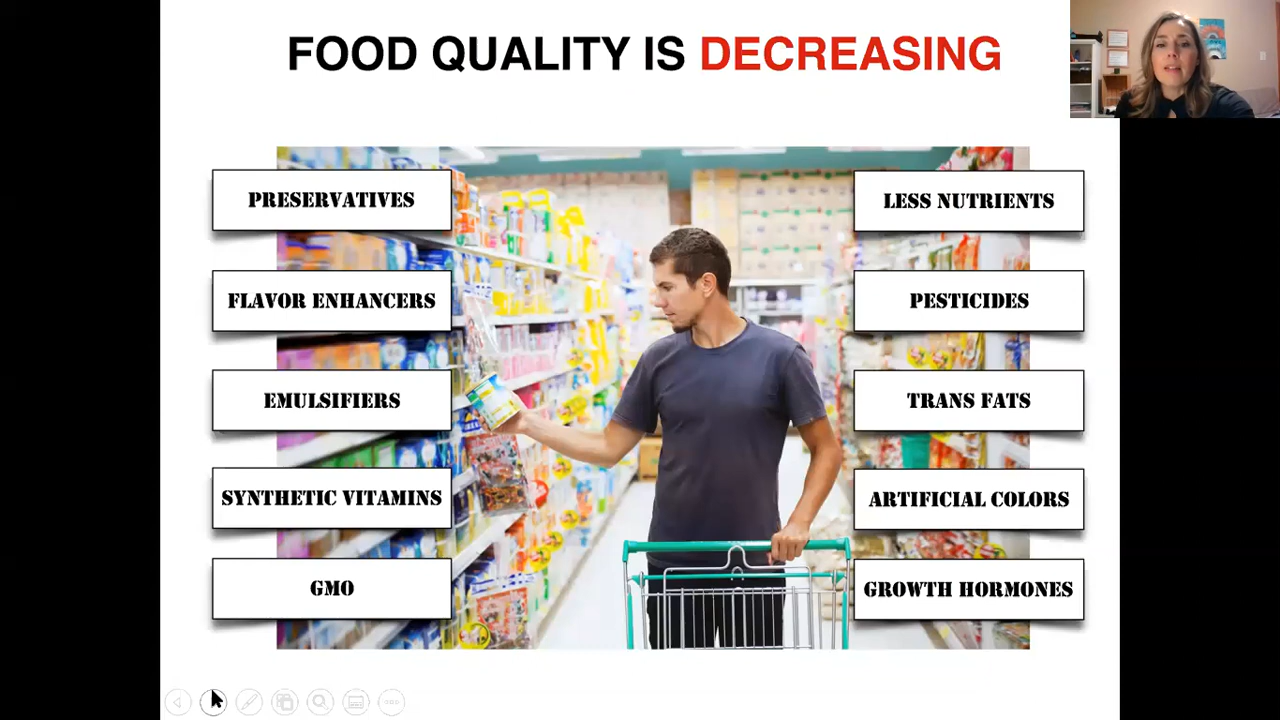 FOOD QUALITY IS DECREASING
PRESERVATIVES
FLAVOR ENHANCERS
EMULSIFIERS
SYNTHETIC VITAMINS
GMO
LESS NUTRIENTS
PESTICIDES
TRANS FATS
ARTIFICIAL COLORS
GROWTH HORMONES